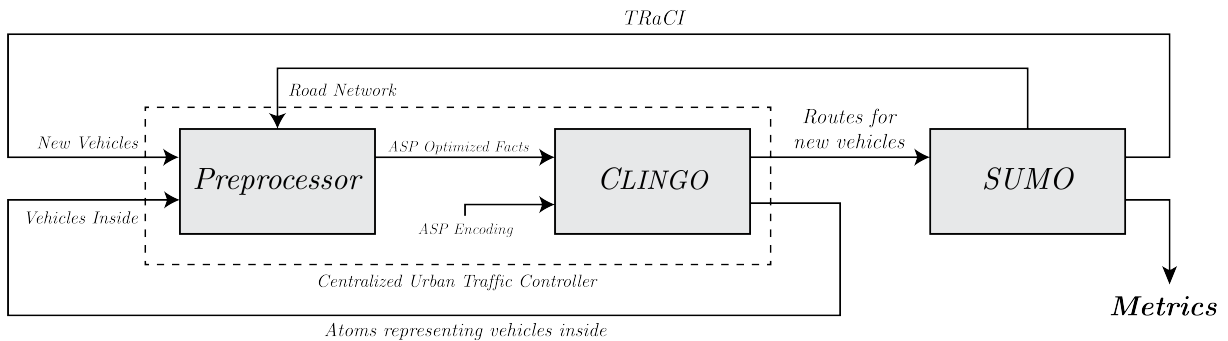 TRaCI
Road Network
New Vehicles
ASP Optimized Facts
Routes for
new vehicles
Preprocessor
CLINGO
SUMO
Vehicles Inside
ASP Encoding
Centralized Urban Traffic Controller
Metrics
Atoms representing vehicles inside